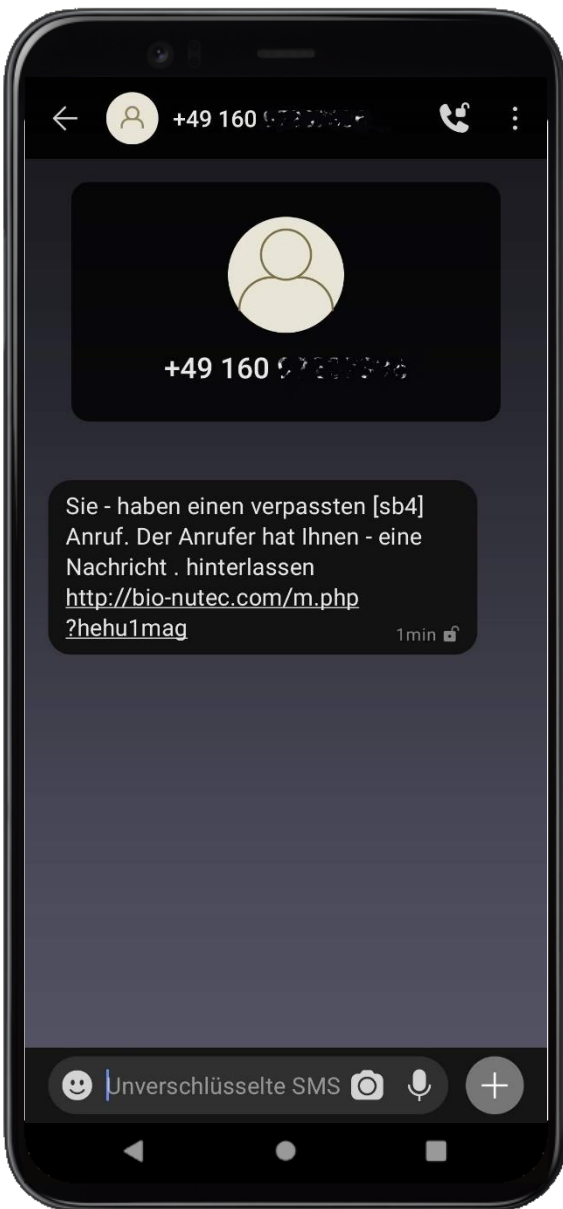 +49 160
+49 160
Sie - haben einen verpassten [sb4]
Anruf. Der Anrufer hat Ihnen - eine
Nachricht . hinterlassen
http://bio-nutec.com/m.php
?hehu1mag
1min
Unverschlüsselte SMS